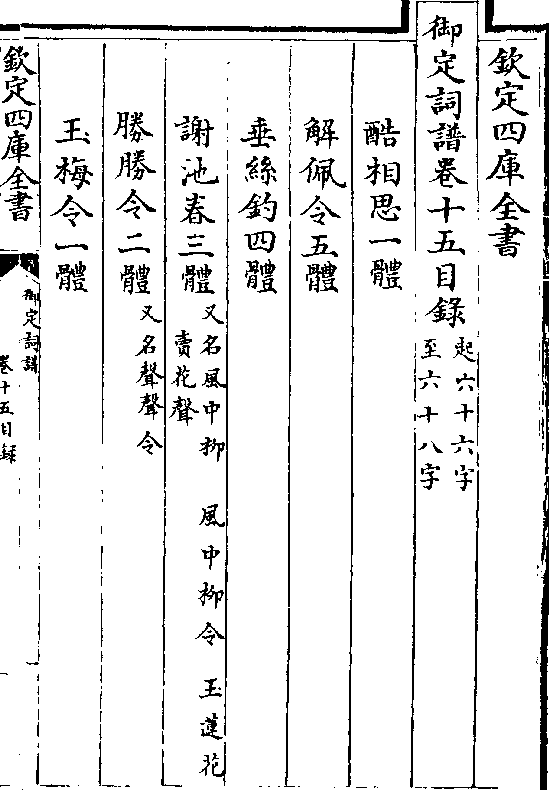 欽定四庫全書
御定詞譜卷十五目錄 起六十六字
至六十八字
酷相思一體
解佩令五體
垂絲釣四體
謝池春三體 又名風中柳 風中柳令 玉蓮花
賣花聲
勝勝令二體 又名聲聲令
玉梅令一體
欽定四庫全書
御定詞譜
卷十五目録